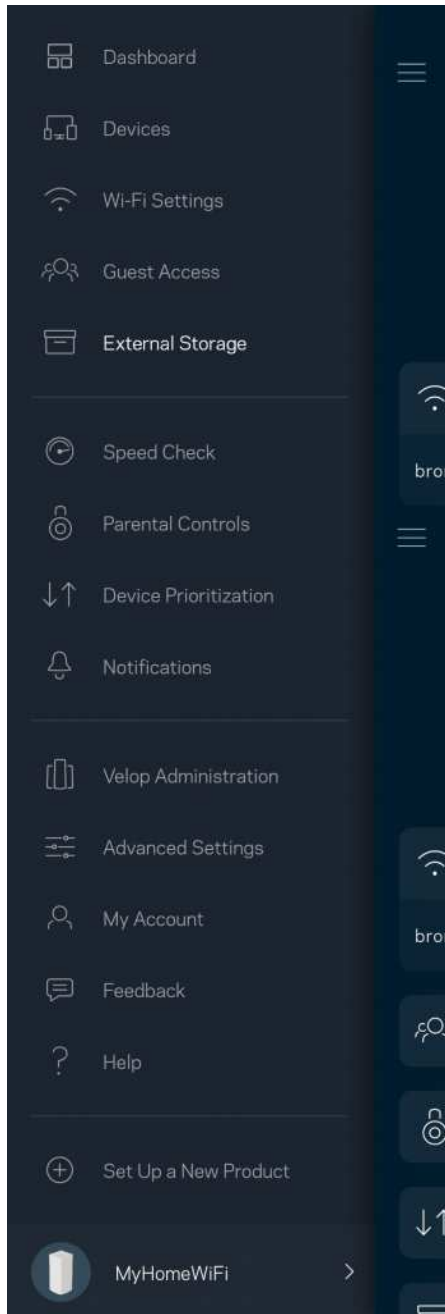 Dashboard
Devices
Wi-Fi Settings
Guest Access
External Storage
Speed Check
Parental Controls
Device Prioritization
Notifications
Velop Administration
Advanced Settings
My Account
Feedback
? Help
Set Up a New Product
MyHomeWiFi